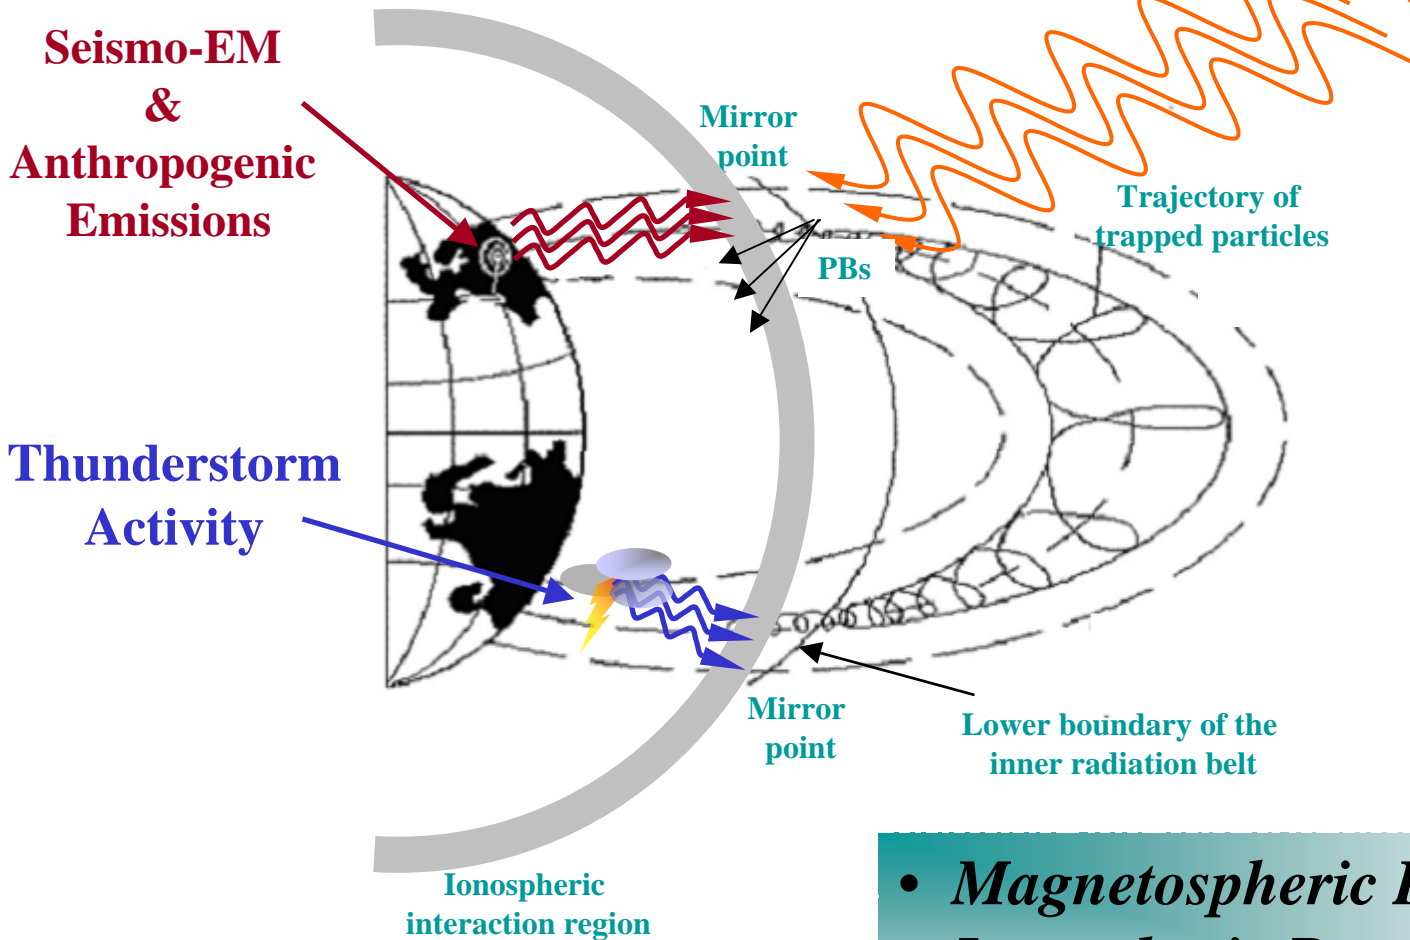 Seismo-EM
&
Anthropogenic
Emissions
Mirror
point
Trajectory of
trapped particles
PBs
Thunderstorm
Activity
Mirror
point
Lower boundary of the
inner radiation belt
Ionospheric
interaction region
• Magnetospheric